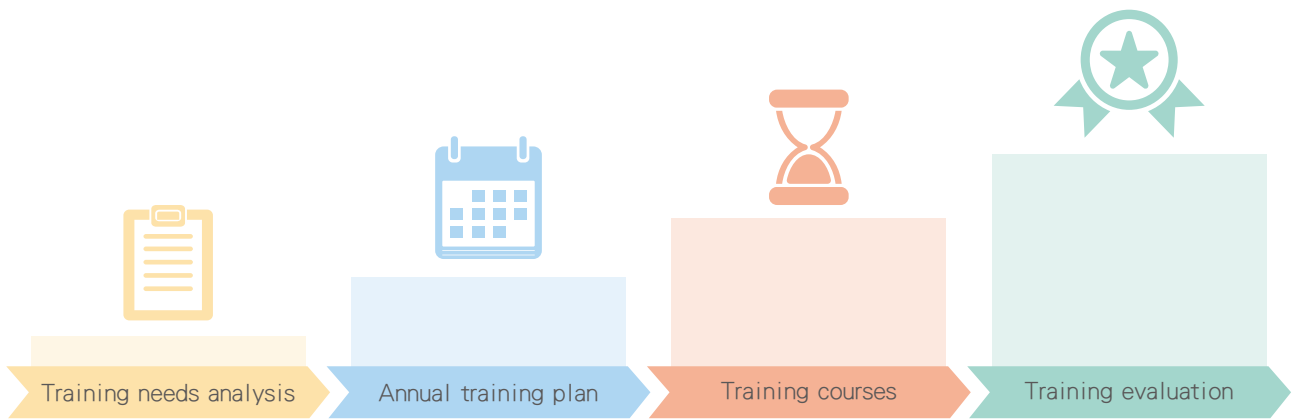 Training needs analysis
Annual training plan
Training courses
Training evaluation